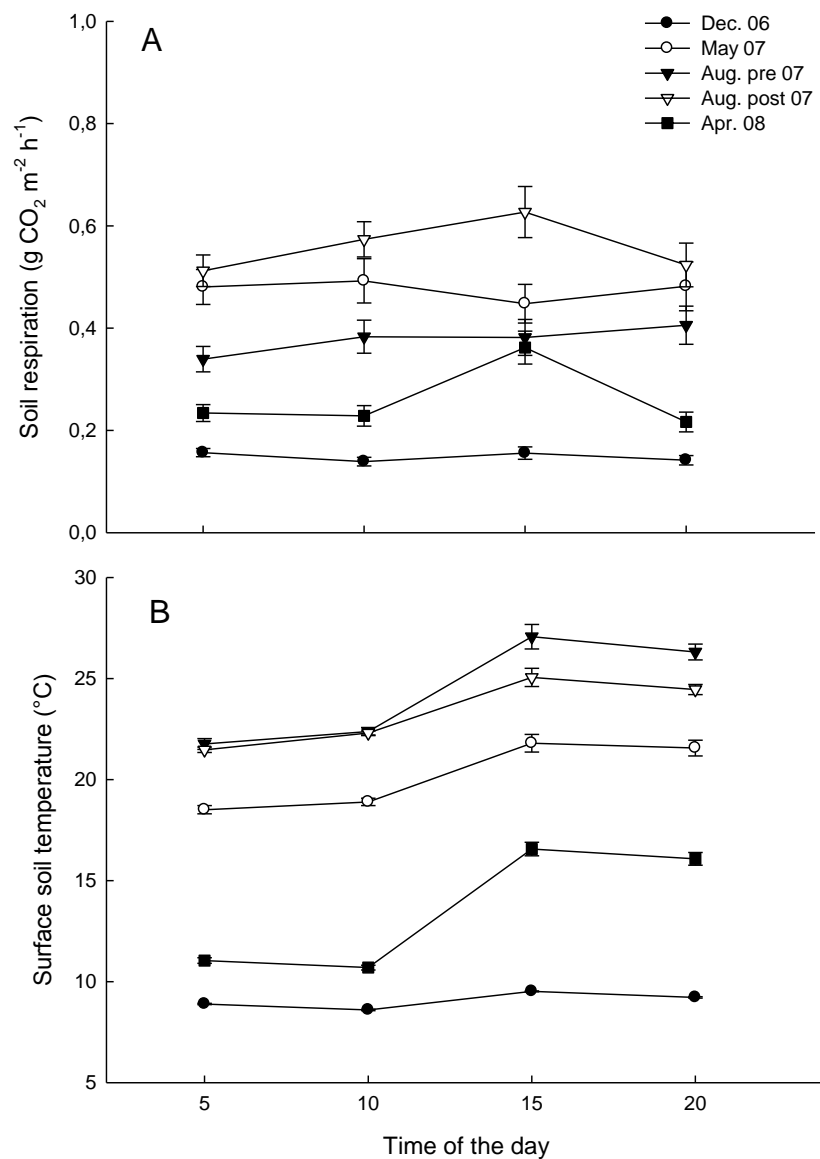 A
Dec. 06
May 07
Aug. pre 07
Aug. post 07
Apr. 08
Soil respiration (g CO₂ m⁻² h⁻¹)
1,0
0,8
0,6
0,4
0,2
0,0
B
Surface soil temperature (°C)
30
25
20
15
10
5
5 10 15 20
Time of the day